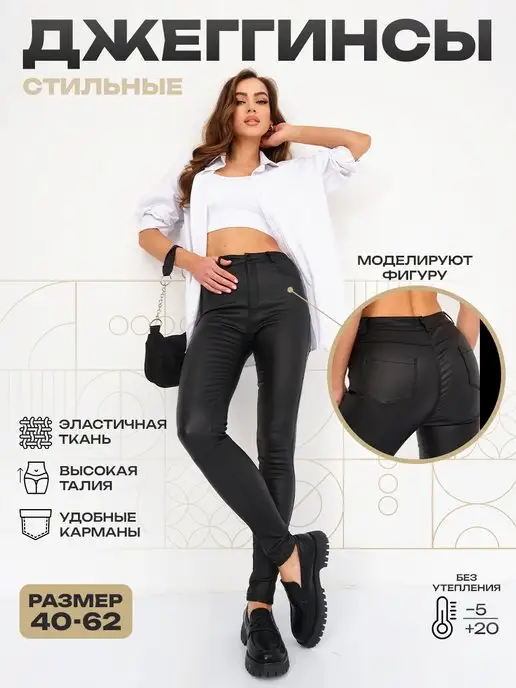 ДЖЕГГИНСЫ
СТИЛЬНЫЕ
МОДЕЛИРУЮТ
ФИГУРУ
ЭЛАСТИЧНАЯ
ТКАНЬ
ВЫСОКАЯ
ТАЛИЯ
УДОБНЫЕ
КАРМАНЫ
РАЗМЕР
40-62
БЕЗ
УТЕПЛЕНИЯ
-5
+20